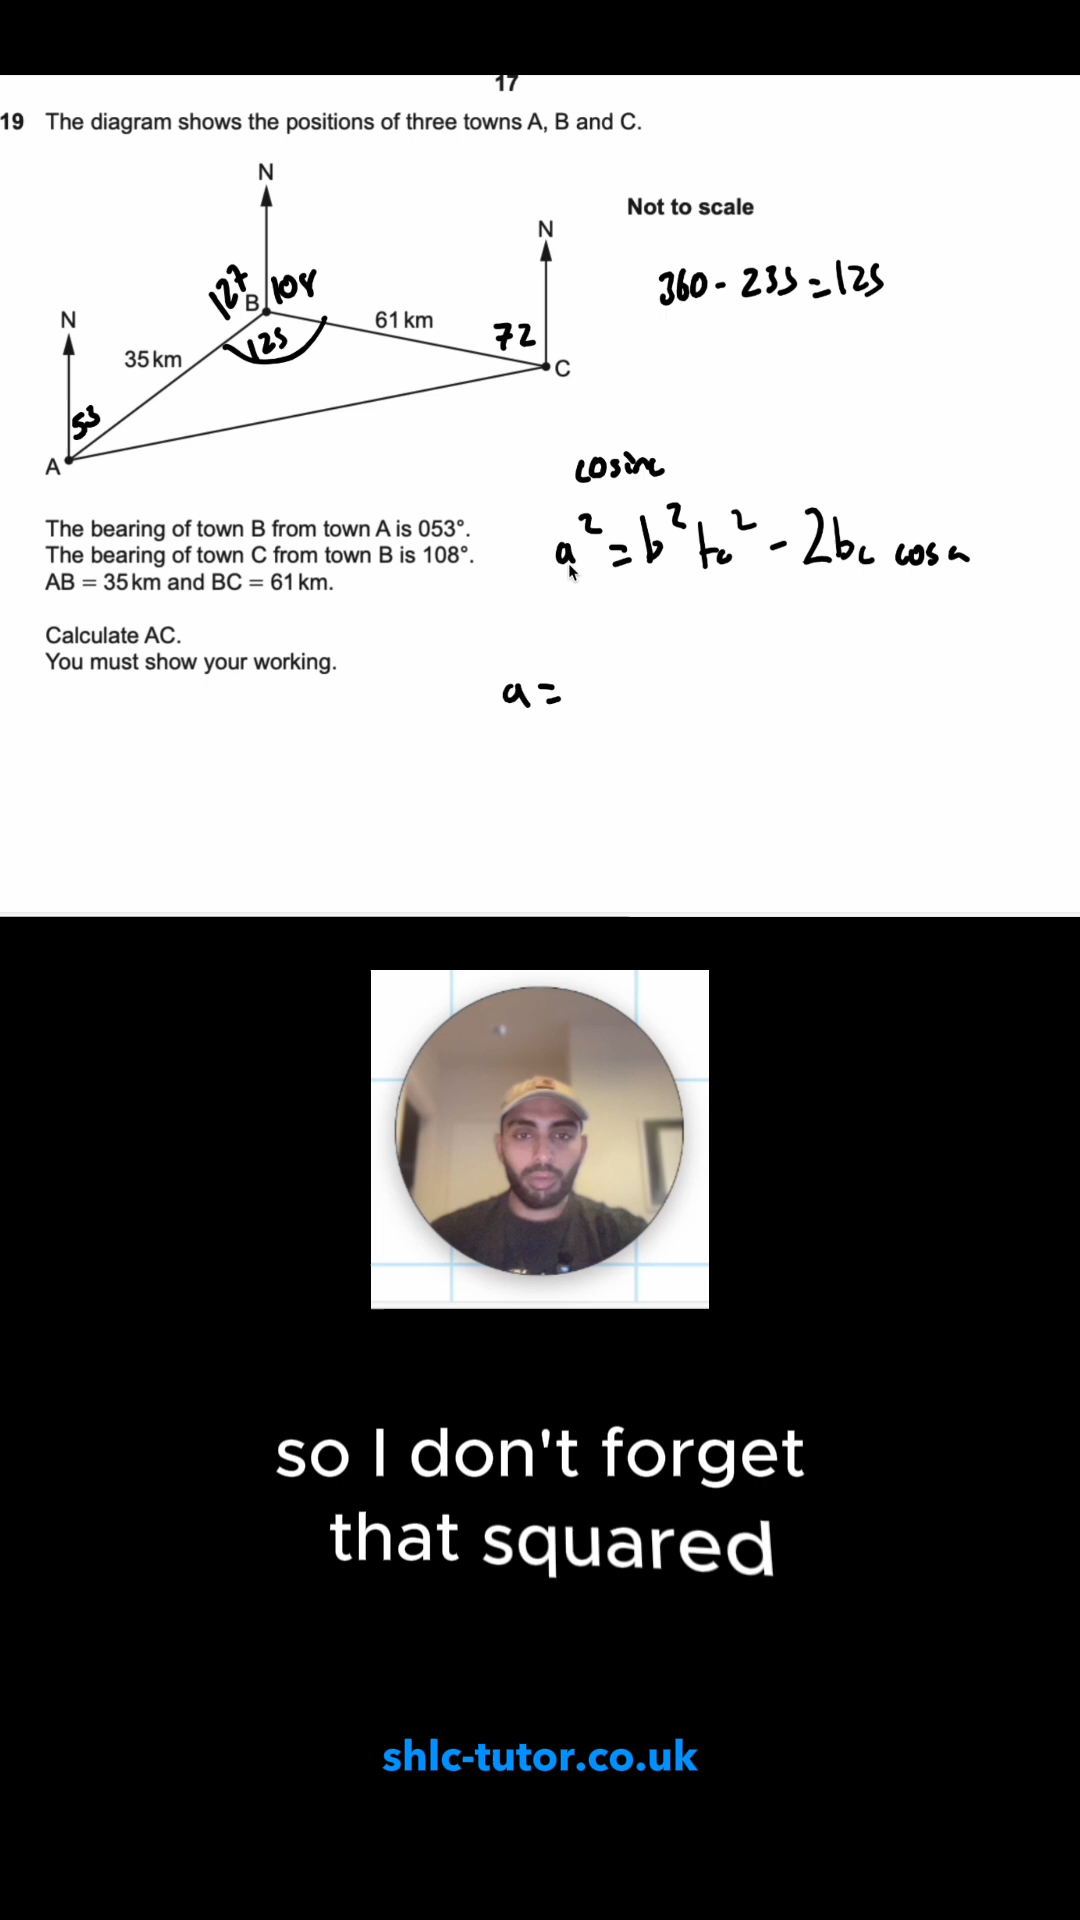 17
19 The diagram shows the positions of three towns A, B and C.
N
N
Not to scale
360 - 235 = 125
127
B
108
N
61 km
125
72
35 km
C
53
A
cosine
The bearing of town B from town A is 053°.
a² = b² + c² - 2bc cos a
The bearing of town C from town B is 108°.
AB = 35 km and BC = 61 km.
Calculate AC.
You must show your working.
a =
so I don't forget
that squared
shlc-tutor.co.uk